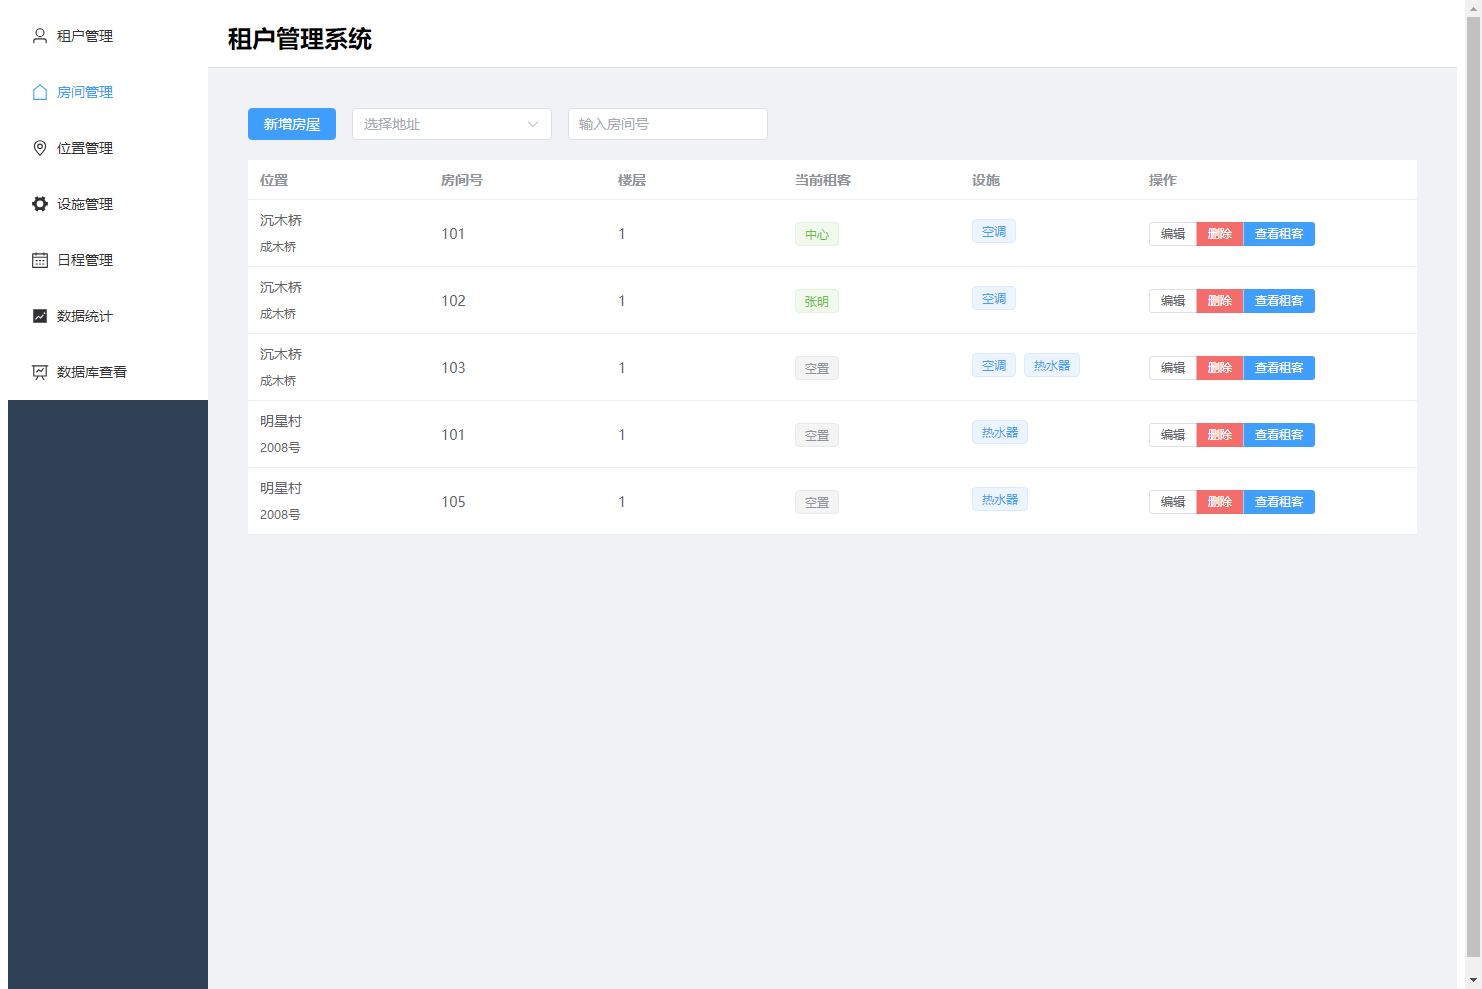 租户管理
房间管理
位置管理
设施管理
日程管理
数据统计
数据库查看
租户管理系统
新增房屋 选择地址 输入房间号
位置 房间号 楼层 当前租客 设施 操作
沉木桥
成木桥 101 1 中心 空调 编辑 删除 查看租客
沉木桥
成木桥 102 1 张明 空调 编辑 删除 查看租客
沉木桥
成木桥 103 1 空置 空调 热水器 编辑 删除 查看租客
明星村
2008号 101 1 空置 热水器 编辑 删除 查看租客
明星村
2008号 105 1 空置 热水器 编辑 删除 查看租客